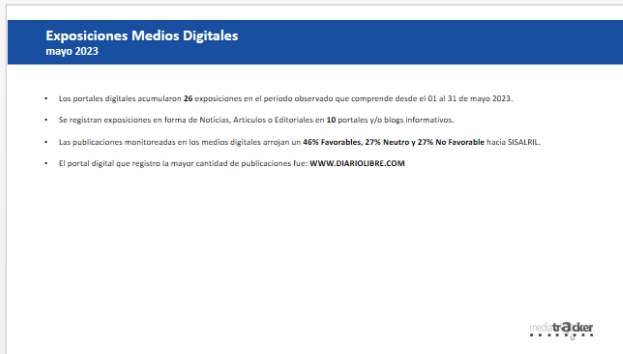 Exposiciones Medios Digitales
mayo 2023
• Los portales digitales acumularon 26 exposiciones en el periodo observado que comprende desde el 01 al 31 de mayo 2023.
• Se registran exposiciones en forma de Noticias, Artículos o Editoriales en 10 portales y/o blogs informativos.
• Las publicaciones monitoreadas en los medios digitales arrojan un 46% Favorables, 27% Neutro y 27% No Favorable hacia SISALRIL.
• El portal digital que registro la mayor cantidad de publicaciones fue: WWW.DIARIOLIBRE.COM
mediatracker